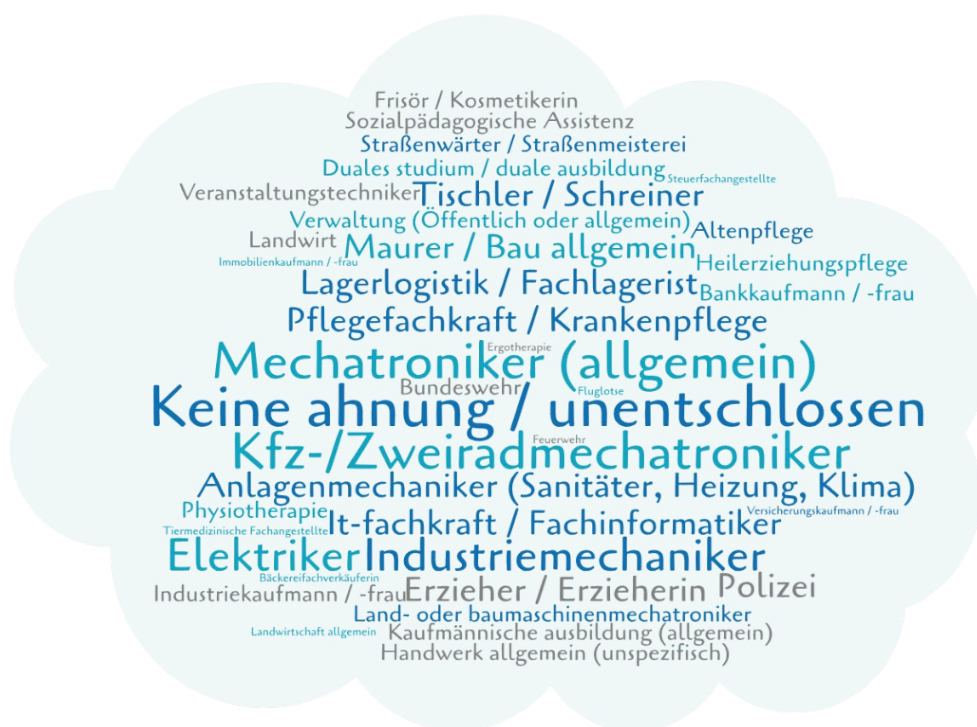 Frisör / Kosmetikerin
Sozialpädagogische Assistenz
Straßenwärter / Straßenmeisterei
Duales studium / duale ausbildung
Steuerfachangestellte
Veranstaltungstechniker
Tischler / Schreiner
Verwaltung (Öffentlich oder allgemein)
Altenpflege
Landwirt
Maurer / Bau allgemein
Immobilienkaufmann / -frau
Heilerziehungspflege
Lagerlogistik / Fachlagerist
Bankkaufmann / -frau
Pflegefachkraft / Krankenpflege
Ergotherapie
Mechatroniker (allgemein)
Bundeswehr
Fluglotse
Keine ahnung / unentschlossen
Feuerwehr
Kfz-/Zweiradmechatroniker
Anlagenmechaniker (Sanitäter, Heizung, Klima)
Physiotherapie
Versicherungskaufmann / -frau
Tiermedizinische Fachangestellte
It-fachkraft / Fachinformatiker
Elektriker
Industriemechaniker
Bäckereifachverkäuferin
Industriekaufmann / -frau
Erzieher / Erzieherin
Polizei
Land- oder baumaschinenmechatroniker
Landwirtschaft allgemein
Kaufmännische ausbildung (allgemein)
Handwerk allgemein (unspezifisch)